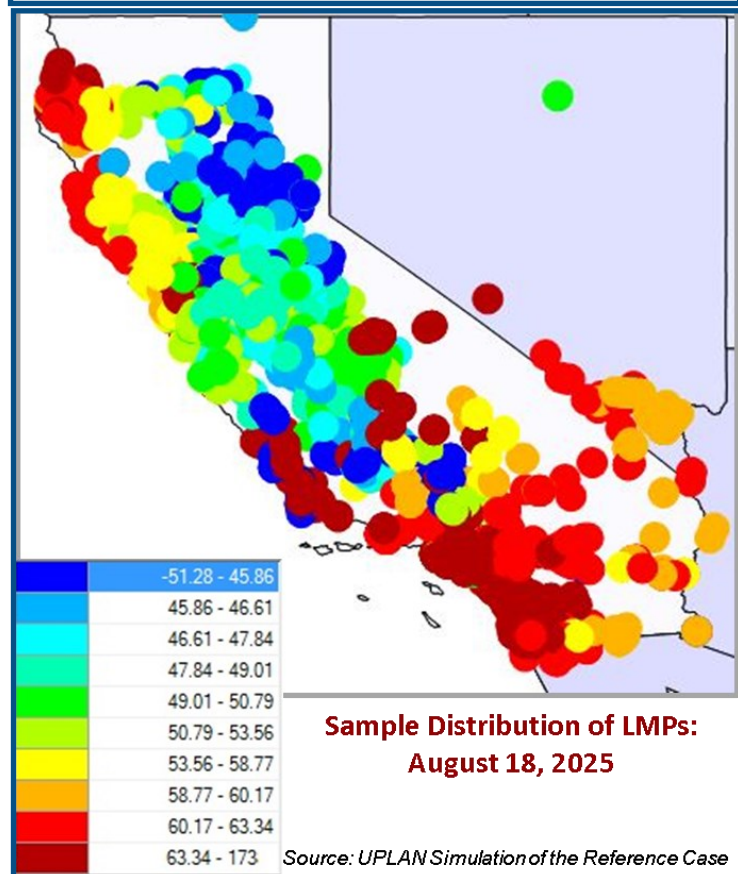 -51.28 - 45.86
45.86 - 46.61
46.61 - 47.84
47.84 - 49.01
49.01 - 50.79
50.79 - 53.56
53.56 - 58.77
58.77 - 60.17
60.17 - 63.34
63.34 - 173
Sample Distribution of LMPs:
August 18, 2025
Source: UPLAN Simulation of the Reference Case